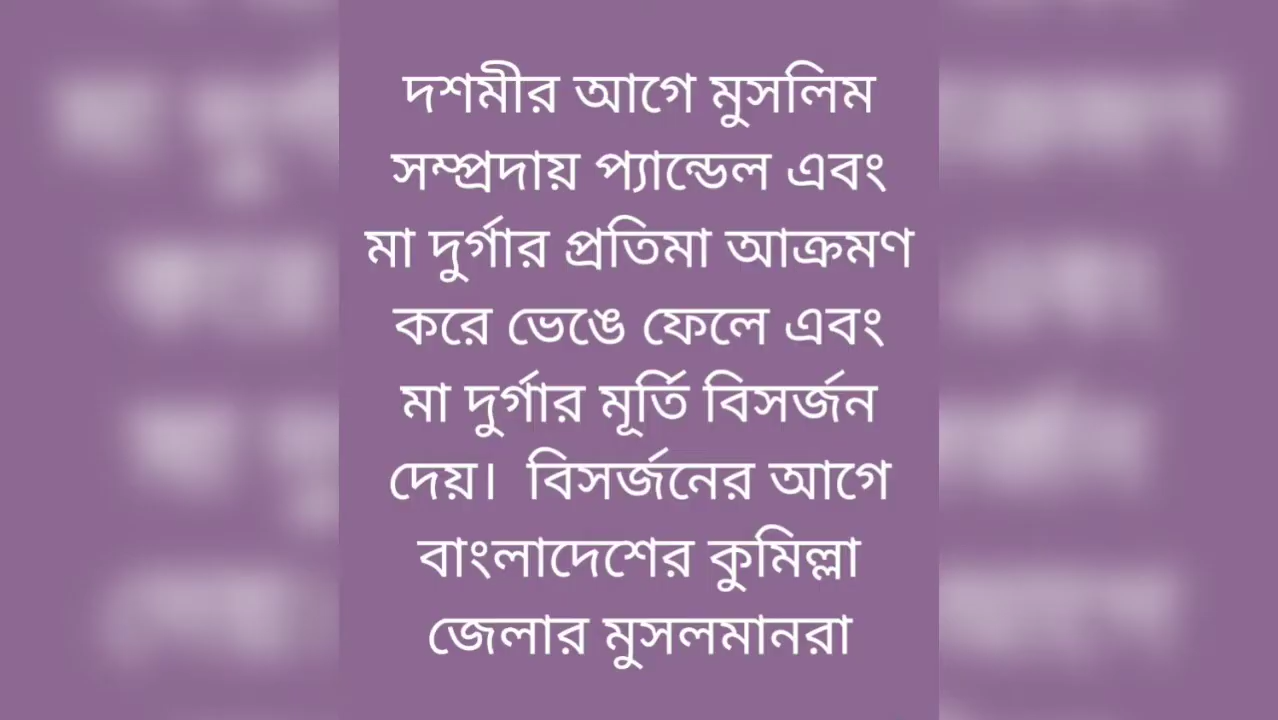 দশমীর আগে মুসলিম
সম্প্রদায় প্যান্ডেল এবং
মা দুর্গার প্রতিমা আক্রমণ
করে ভেঙে ফেলে এবং
মা দুর্গার মূর্তি বিসর্জন
দেয়। বিসর্জনের আগে
বাংলাদেশের কুমিল্লা
জেলার মুসলমানরা